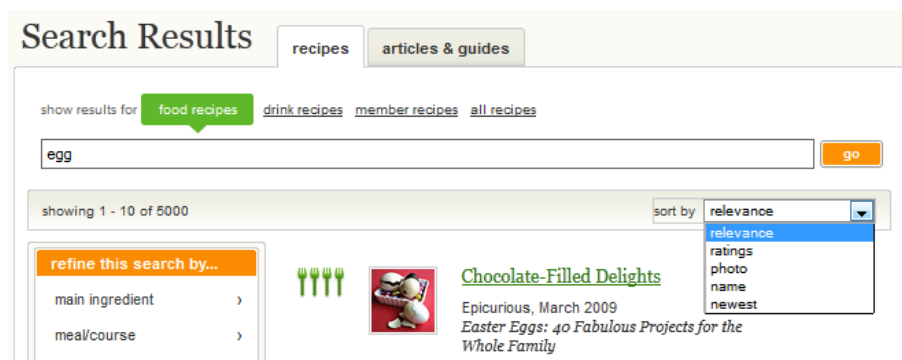 Search Results
recipes
articles & guides
show results for food recipes drink recipes member recipes all recipes
egg
go
showing 1 - 10 of 5000
sort by relevance
relevance
ratings
photo
name
newest
refine this search by...
main ingredient ›
meal/course ›
Chocolate-Filled Delights
Epicurious, March 2009
Easter Eggs: 40 Fabulous Projects for the
Whole Family